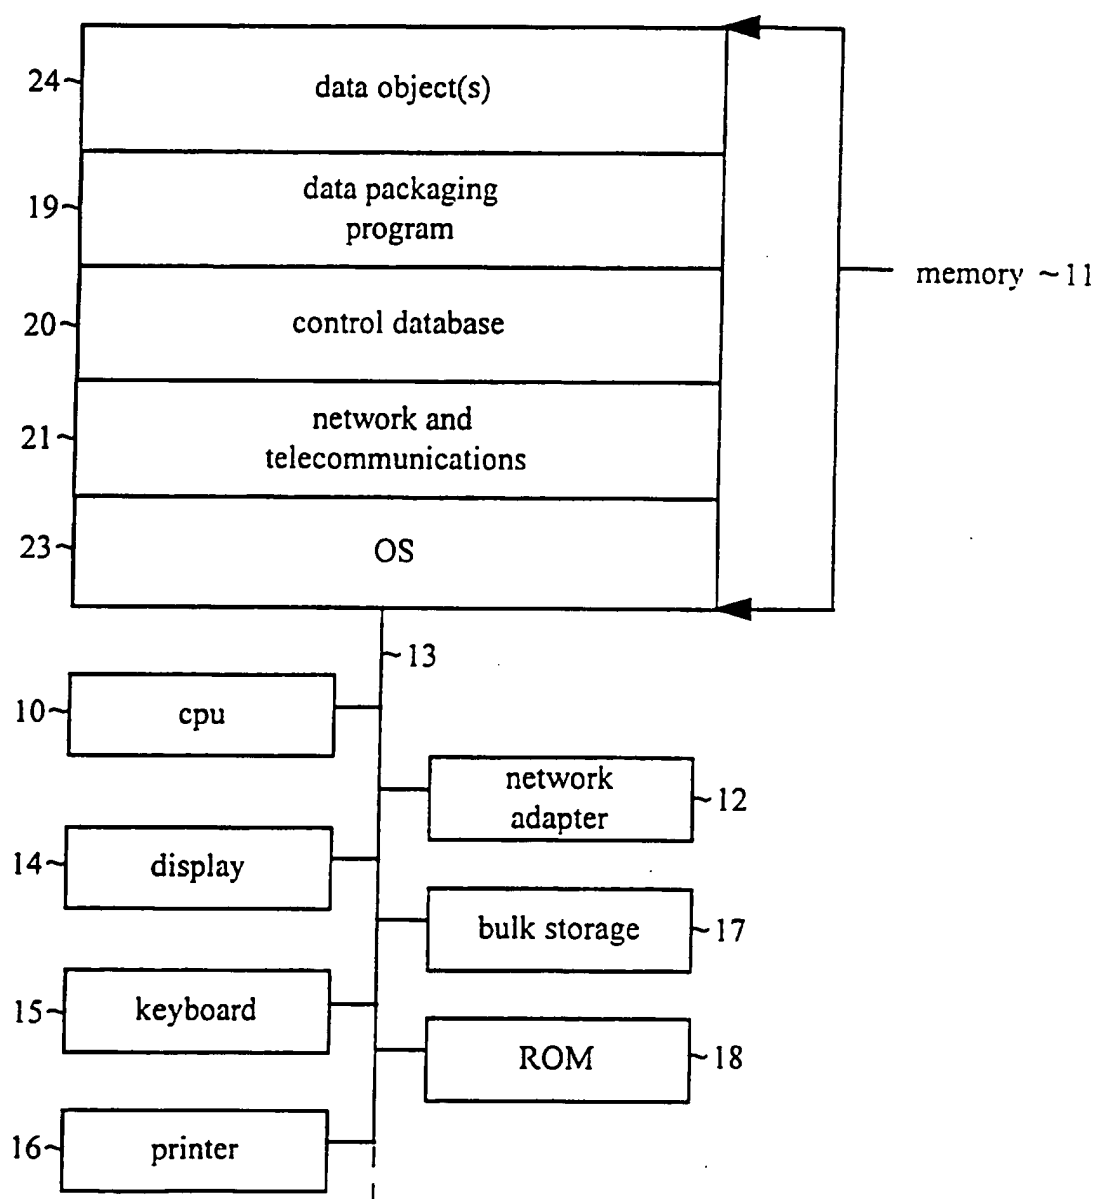 24~ data object(s)
19~ data packaging
program
memory ~11
20~ control database
21~ network and
telecommunications
23~ OS
~13
10~ cpu
network
adapter ~12
14~ display
bulk storage ~17
15~ keyboard
ROM ~18
16~ printer